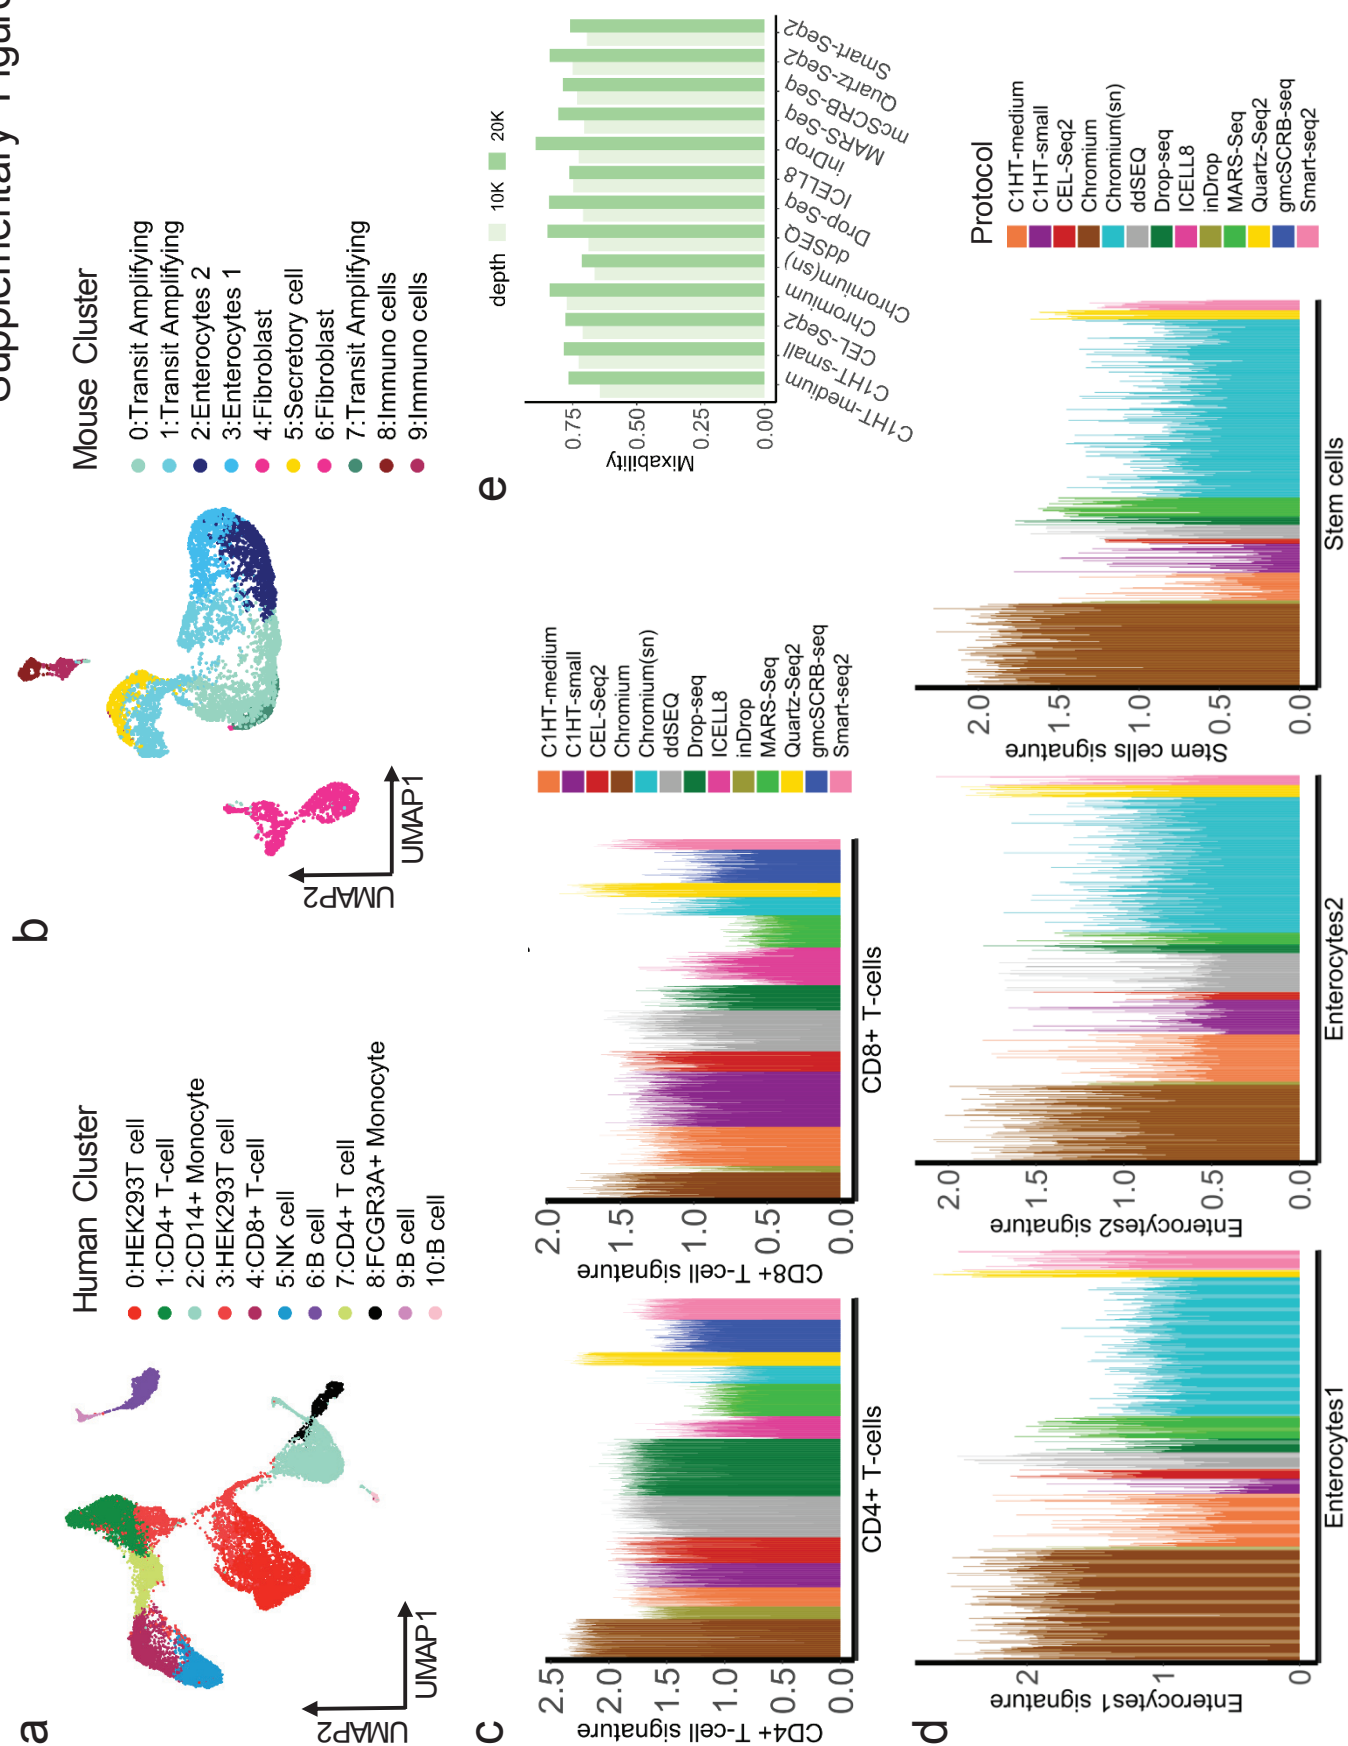 Supplementary Figure
a
Human Cluster
0:HEK293T cell
1:CD4+ T-cell
2:CD14+ Monocyte
3:HEK293T cell
4:CD8+ T-cell
5:NK cell
6:B cell
7:CD4+ T cell
8:FCGR3A+ Monocyte
9:B cell
10:B cell
UMAP2
UMAP1
b
Mouse Cluster
0:Transit Amplifying
1:Transit Amplifying
2:Enterocytes 2
3:Enterocytes 1
4:Fibroblast
5:Secretory cell
6:Fibroblast
7:Transit Amplifying
8:Immuno cells
9:Immuno cells
UMAP2
UMAP1
c
CD4+ T-cell signature
2.5
2.0
1.5
1.0
0.5
0.0
CD4+ T-cells
CD8+ T-cell signature
2.0
1.5
1.0
0.5
0.0
CD8+ T-cells
C1HT-medium
C1HT-small
CEL-Seq2
Chromium
Chromium(sn)
ddSEQ
Drop-seq
ICELL8
inDrop
MARS-Seq
Quartz-Seq2
gmcSCRB-seq
Smart-seq2
e
depth
10K
20K
Mixability
0.75
0.50
0.25
0.00
C1HT-medium
C1HT-small
CEL-Seq2
Chromium
Chromium(sn)
ddSEQ
Drop-Seq
ICELL8
inDrop
MARS-Seq
mcSCRB-Seq
Quartz-Seq2
Smart-Seq2
d
Enterocytes1 signature
2
1
0
Enterocytes1
Enterocytes2 signature
2.0
1.5
1.0
0.5
0.0
Enterocytes2
Stem cells signature
2.0
1.5
1.0
0.5
0.0
Stem cells
Protocol
C1HT-medium
C1HT-small
CEL-Seq2
Chromium
Chromium(sn)
ddSEQ
Drop-seq
ICELL8
inDrop
MARS-Seq
Quartz-Seq2
gmcSCRB-seq
Smart-seq2